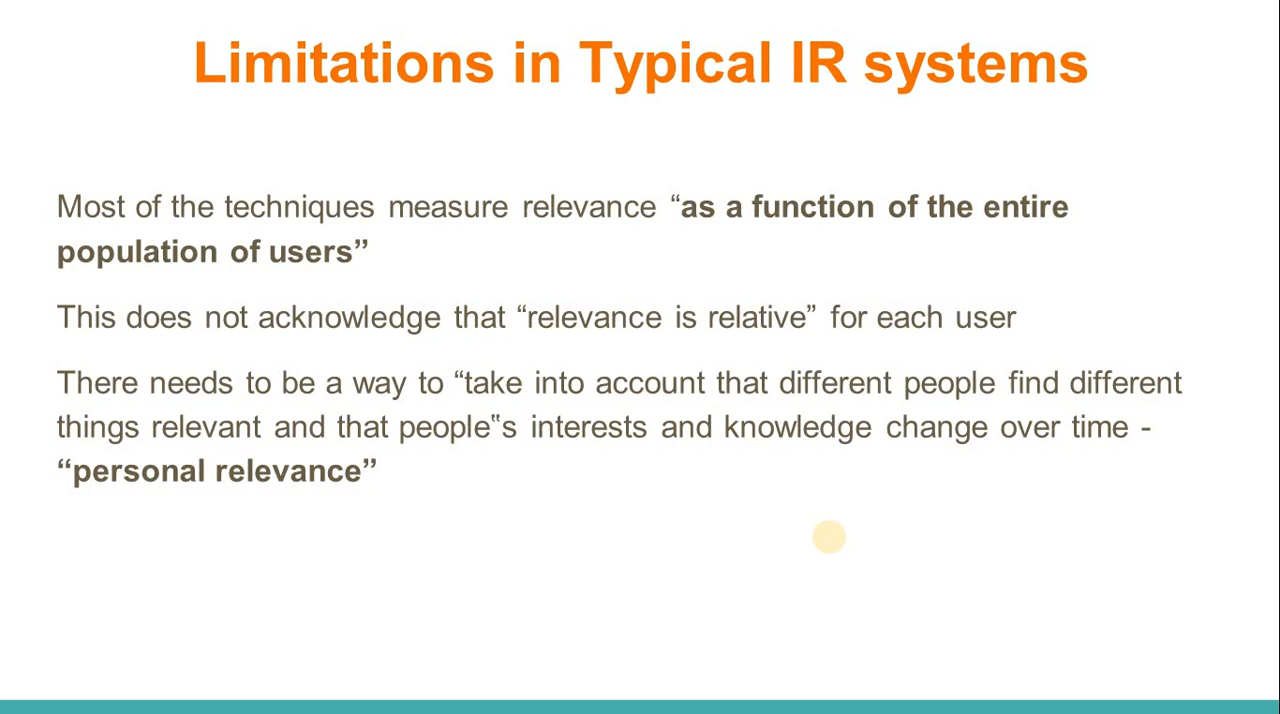 Limitations in Typical IR systems
Most of the techniques measure relevance “as a function of the entire
population of users”
This does not acknowledge that “relevance is relative” for each user
There needs to be a way to “take into account that different people find different
things relevant and that people‟s interests and knowledge change over time -
“personal relevance”